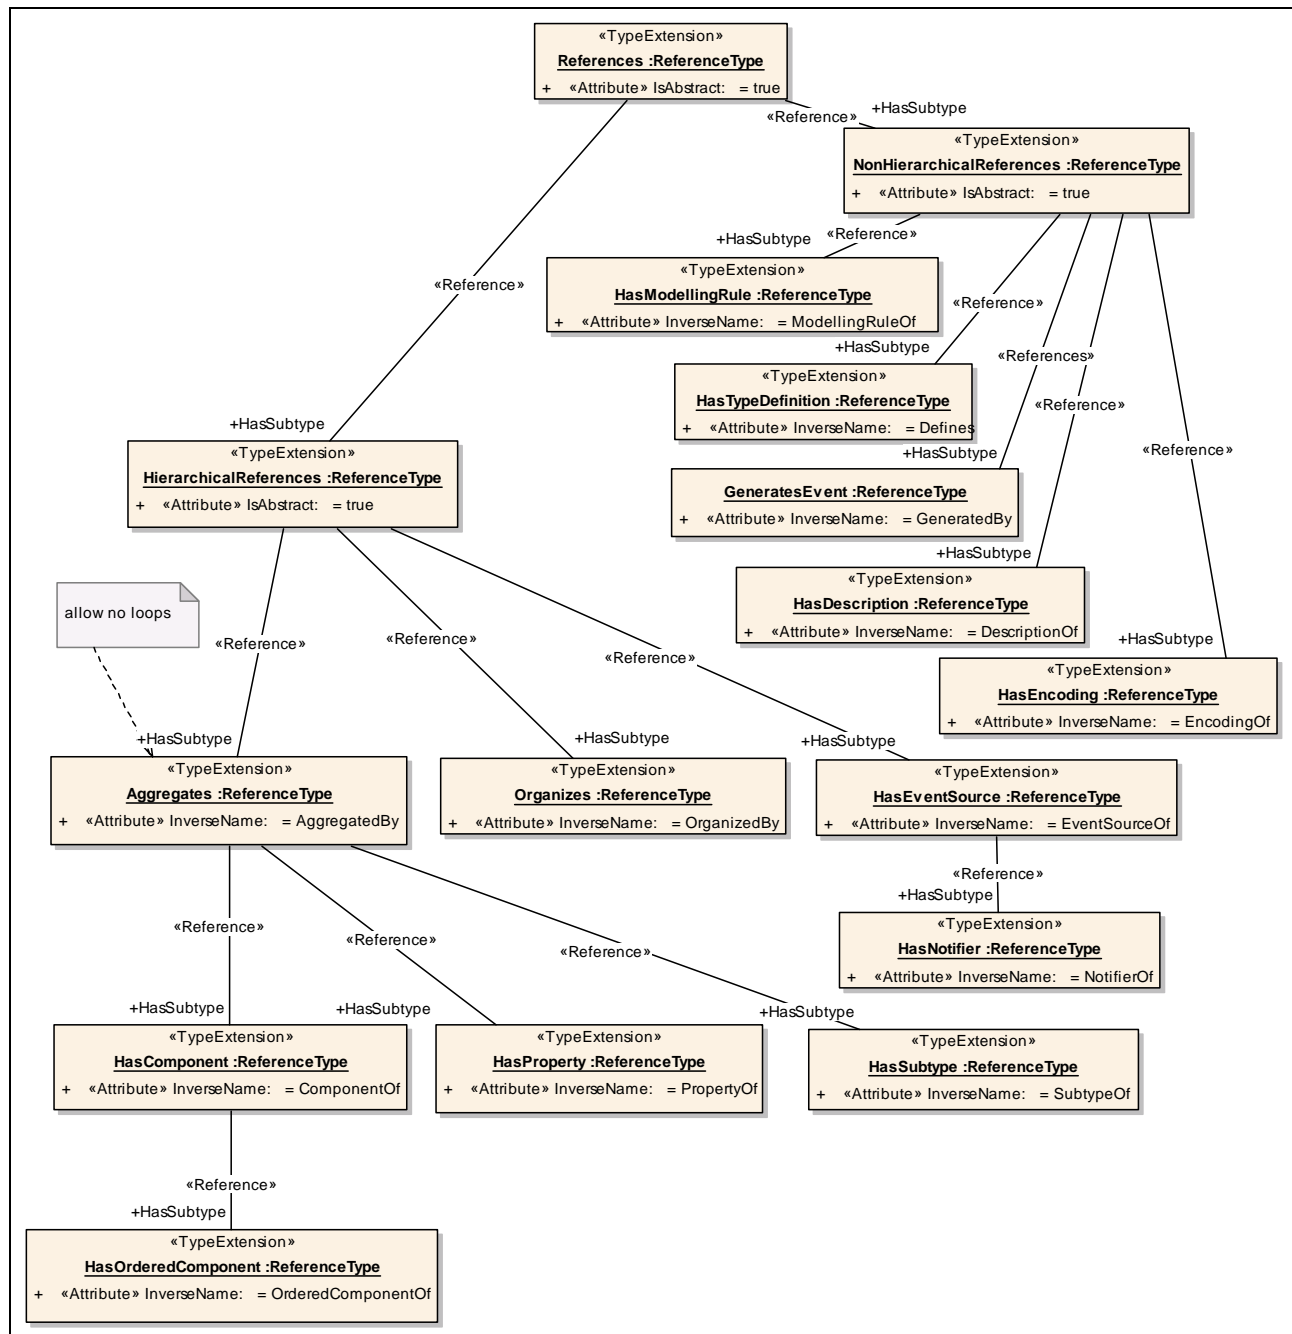 «TypeExtension»
References :ReferenceType
+ «Attribute» IsAbstract: = true
+HasSubtype
«Reference»
«TypeExtension»
NonHierarchicalReferences :ReferenceType
+ «Attribute» IsAbstract: = true
«Reference»
+HasSubtype
«TypeExtension»
HasModellingRule :ReferenceType
+ «Attribute» InverseName: = ModellingRuleOf
«Reference»
«Reference»
+HasSubtype
«References»
«TypeExtension»
HasTypeDefinition :ReferenceType
+ «Attribute» InverseName: = Defines
«Reference»
+HasSubtype
«TypeExtension»
HierarchicalReferences :ReferenceType
+ «Attribute» IsAbstract: = true
+HasSubtype
«Reference»
GeneratesEvent :ReferenceType
+ «Attribute» InverseName: = GeneratedBy
+HasSubtype
«TypeExtension»
HasDescription :ReferenceType
+ «Attribute» InverseName: = DescriptionOf
allow no loops
«Reference»
«Reference»
«Reference»
+HasSubtype
«TypeExtension»
HasEncoding :ReferenceType
+ «Attribute» InverseName: = EncodingOf
+HasSubtype
+HasSubtype
+HasSubtype
«TypeExtension»
Aggregates :ReferenceType
+ «Attribute» InverseName: = AggregatedBy
«TypeExtension»
Organizes :ReferenceType
+ «Attribute» InverseName: = OrganizedBy
«TypeExtension»
HasEventSource :ReferenceType
+ «Attribute» InverseName: = EventSourceOf
«Reference»
+HasSubtype
«TypeExtension»
HasNotifier :ReferenceType
+ «Attribute» InverseName: = NotifierOf
«Reference»
«Reference»
«Reference»
+HasSubtype
+HasSubtype
+HasSubtype
«TypeExtension»
HasComponent :ReferenceType
+ «Attribute» InverseName: = ComponentOf
«TypeExtension»
HasProperty :ReferenceType
+ «Attribute» InverseName: = PropertyOf
«TypeExtension»
HasSubtype :ReferenceType
+ «Attribute» InverseName: = SubtypeOf
«Reference»
+HasSubtype
«TypeExtension»
HasOrderedComponent :ReferenceType
+ «Attribute» InverseName: = OrderedComponentOf